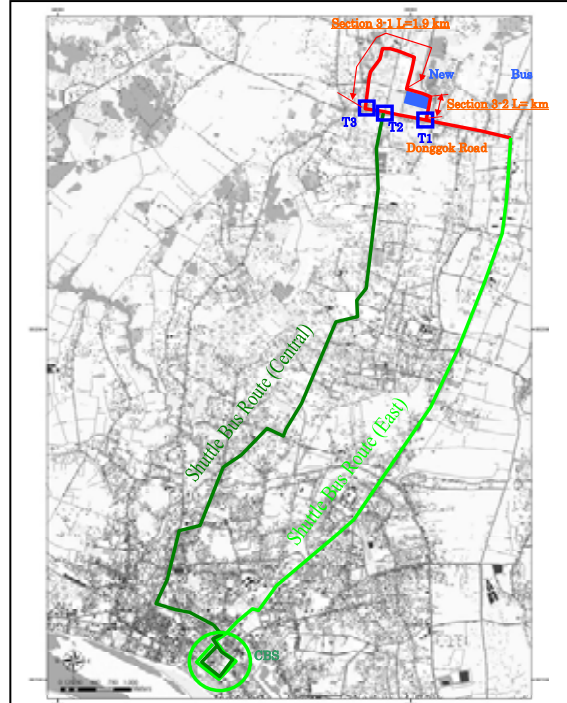 Section 3-1 L=1.9 km
New Bus
Section 3-2 L= km
T3
T2
T1
Donggok Road
Shuttle Bus Route (Central)
Shuttle Bus Route (East)
CBS